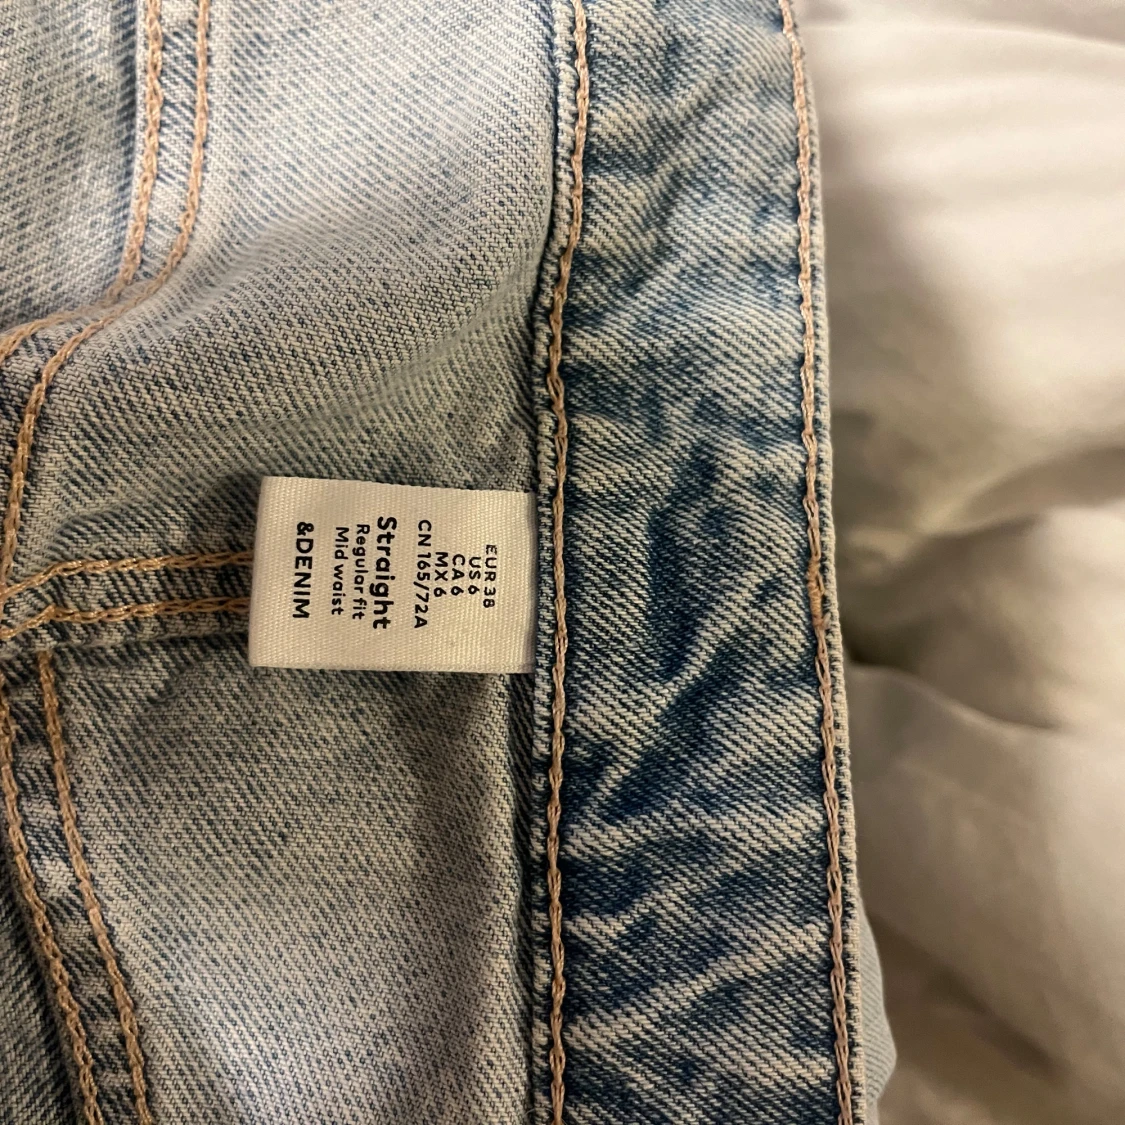 EUR 38
US 6
CA 6
MX 6
CN 165/72A
Straight
Regular fit
Mid waist
&DENIM